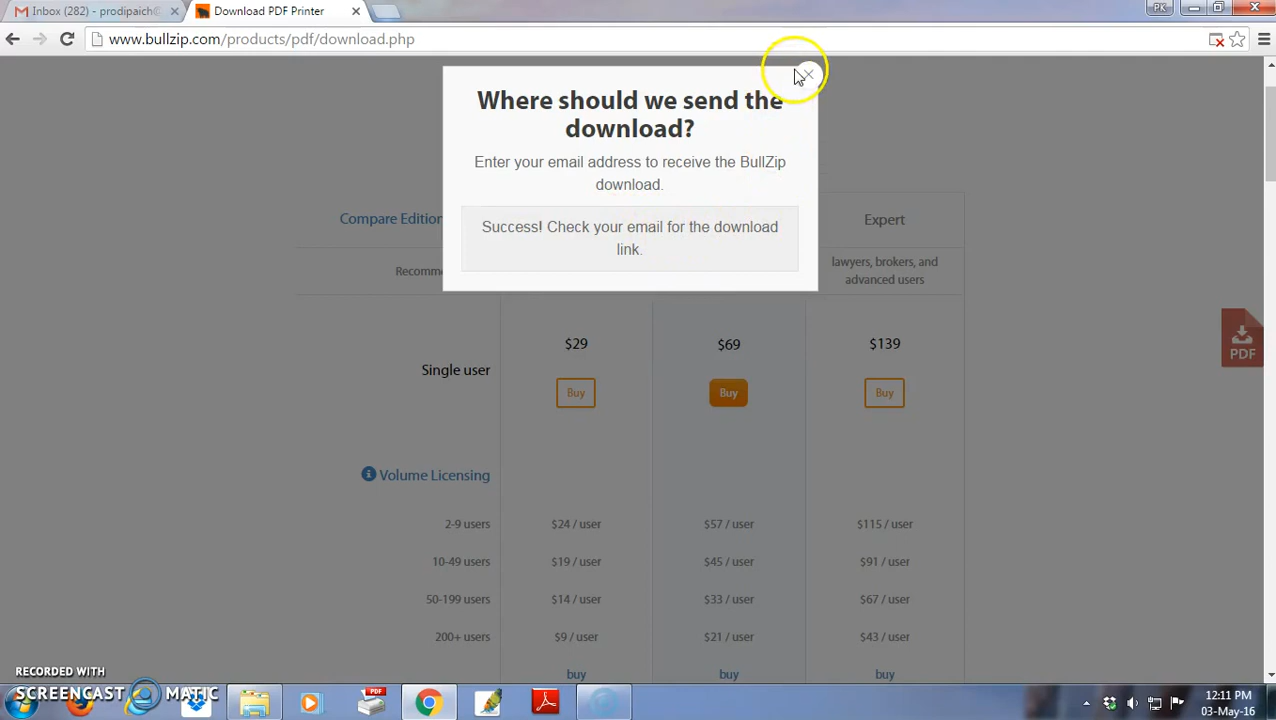 Inbox (282) - prodipaich@
Download PDF Printer
PK
www.bullzip.com/products/pdf/download.php
Where should we send the
download?
Enter your email address to receive the BullZip
download.
Success! Check your email for the download
link.
Compare Edition
Expert
Recomm
lawyers, brokers, and
advanced users
Single user
$29
$69
$139
Buy
Buy
Buy
PDF
Volume Licensing
2-9 users
$24 / user
$57 / user
$115 / user
10-49 users
$19 / user
$45 / user
$91 / user
50-199 users
$14 / user
$33 / user
$67 / user
200+ users
$9 / user
$21 / user
$43 / user
buy
buy
buy
RECORDED WITH
SCREENCAST MATIC
PDF
12:11 PM
03-May-16